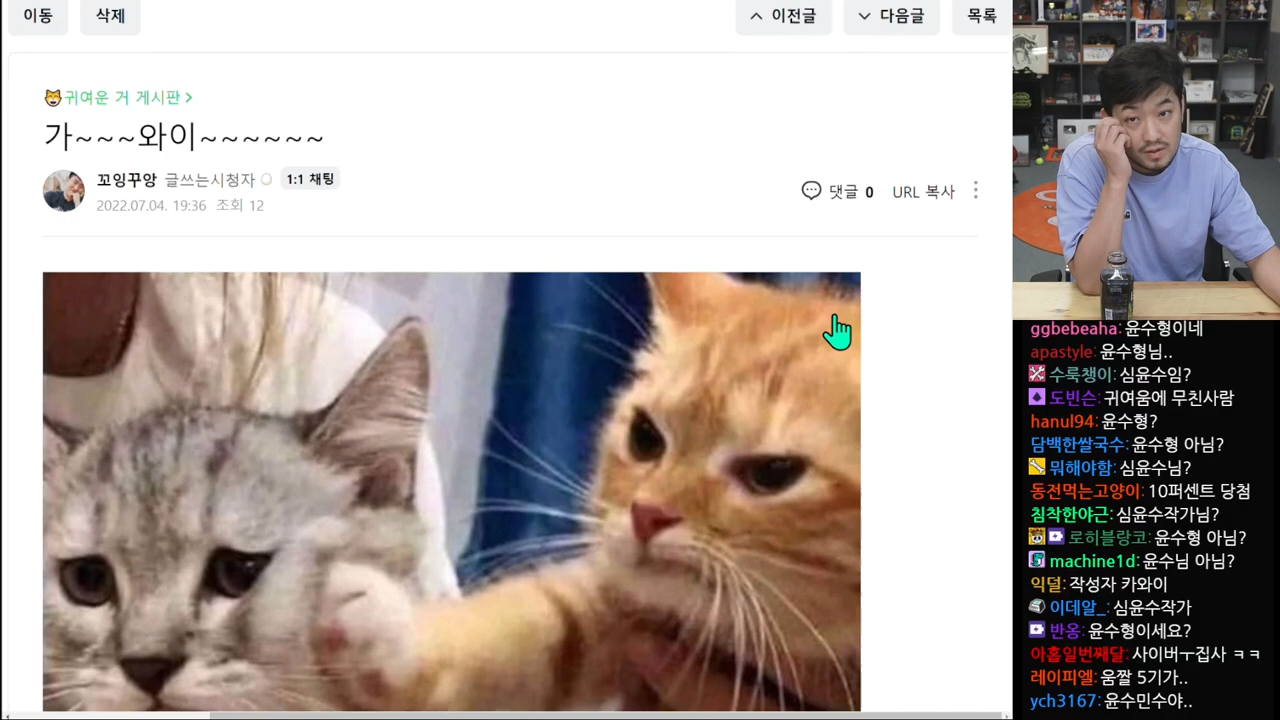 이동
삭제
이전글
다음글
목록
귀여운 거 게시판 >
가~~~와이~~~~~~
꼬잉꾸앙 글쓰는시청자 1:1 채팅
2022.07.04. 19:36 조회 12
댓글 0 URL 복사
ggbebeaha: 윤수형이네
apastyle: 윤수형님..
수룩챙이: 심윤수임?
도빈슨: 귀여움에 무친사람
hanul94: 윤수형?
담백한쌀국수: 윤수형 아님?
뭐해야함: 심윤수님?
동전먹는고양이: 10퍼센트 당첨
침착한야근: 심윤수작가님?
로히블랑코: 윤수형 아님?
machine1d: 윤수님 아님?
익덜: 작성자 카와이
이데알_: 심윤수작가
반옹: 윤수형이세요?
아홉일번째달: 사이버ㅜ집사 ㅋㅋ
레이피엘: 움짤 5기가..
ych3167: 윤수민수야..